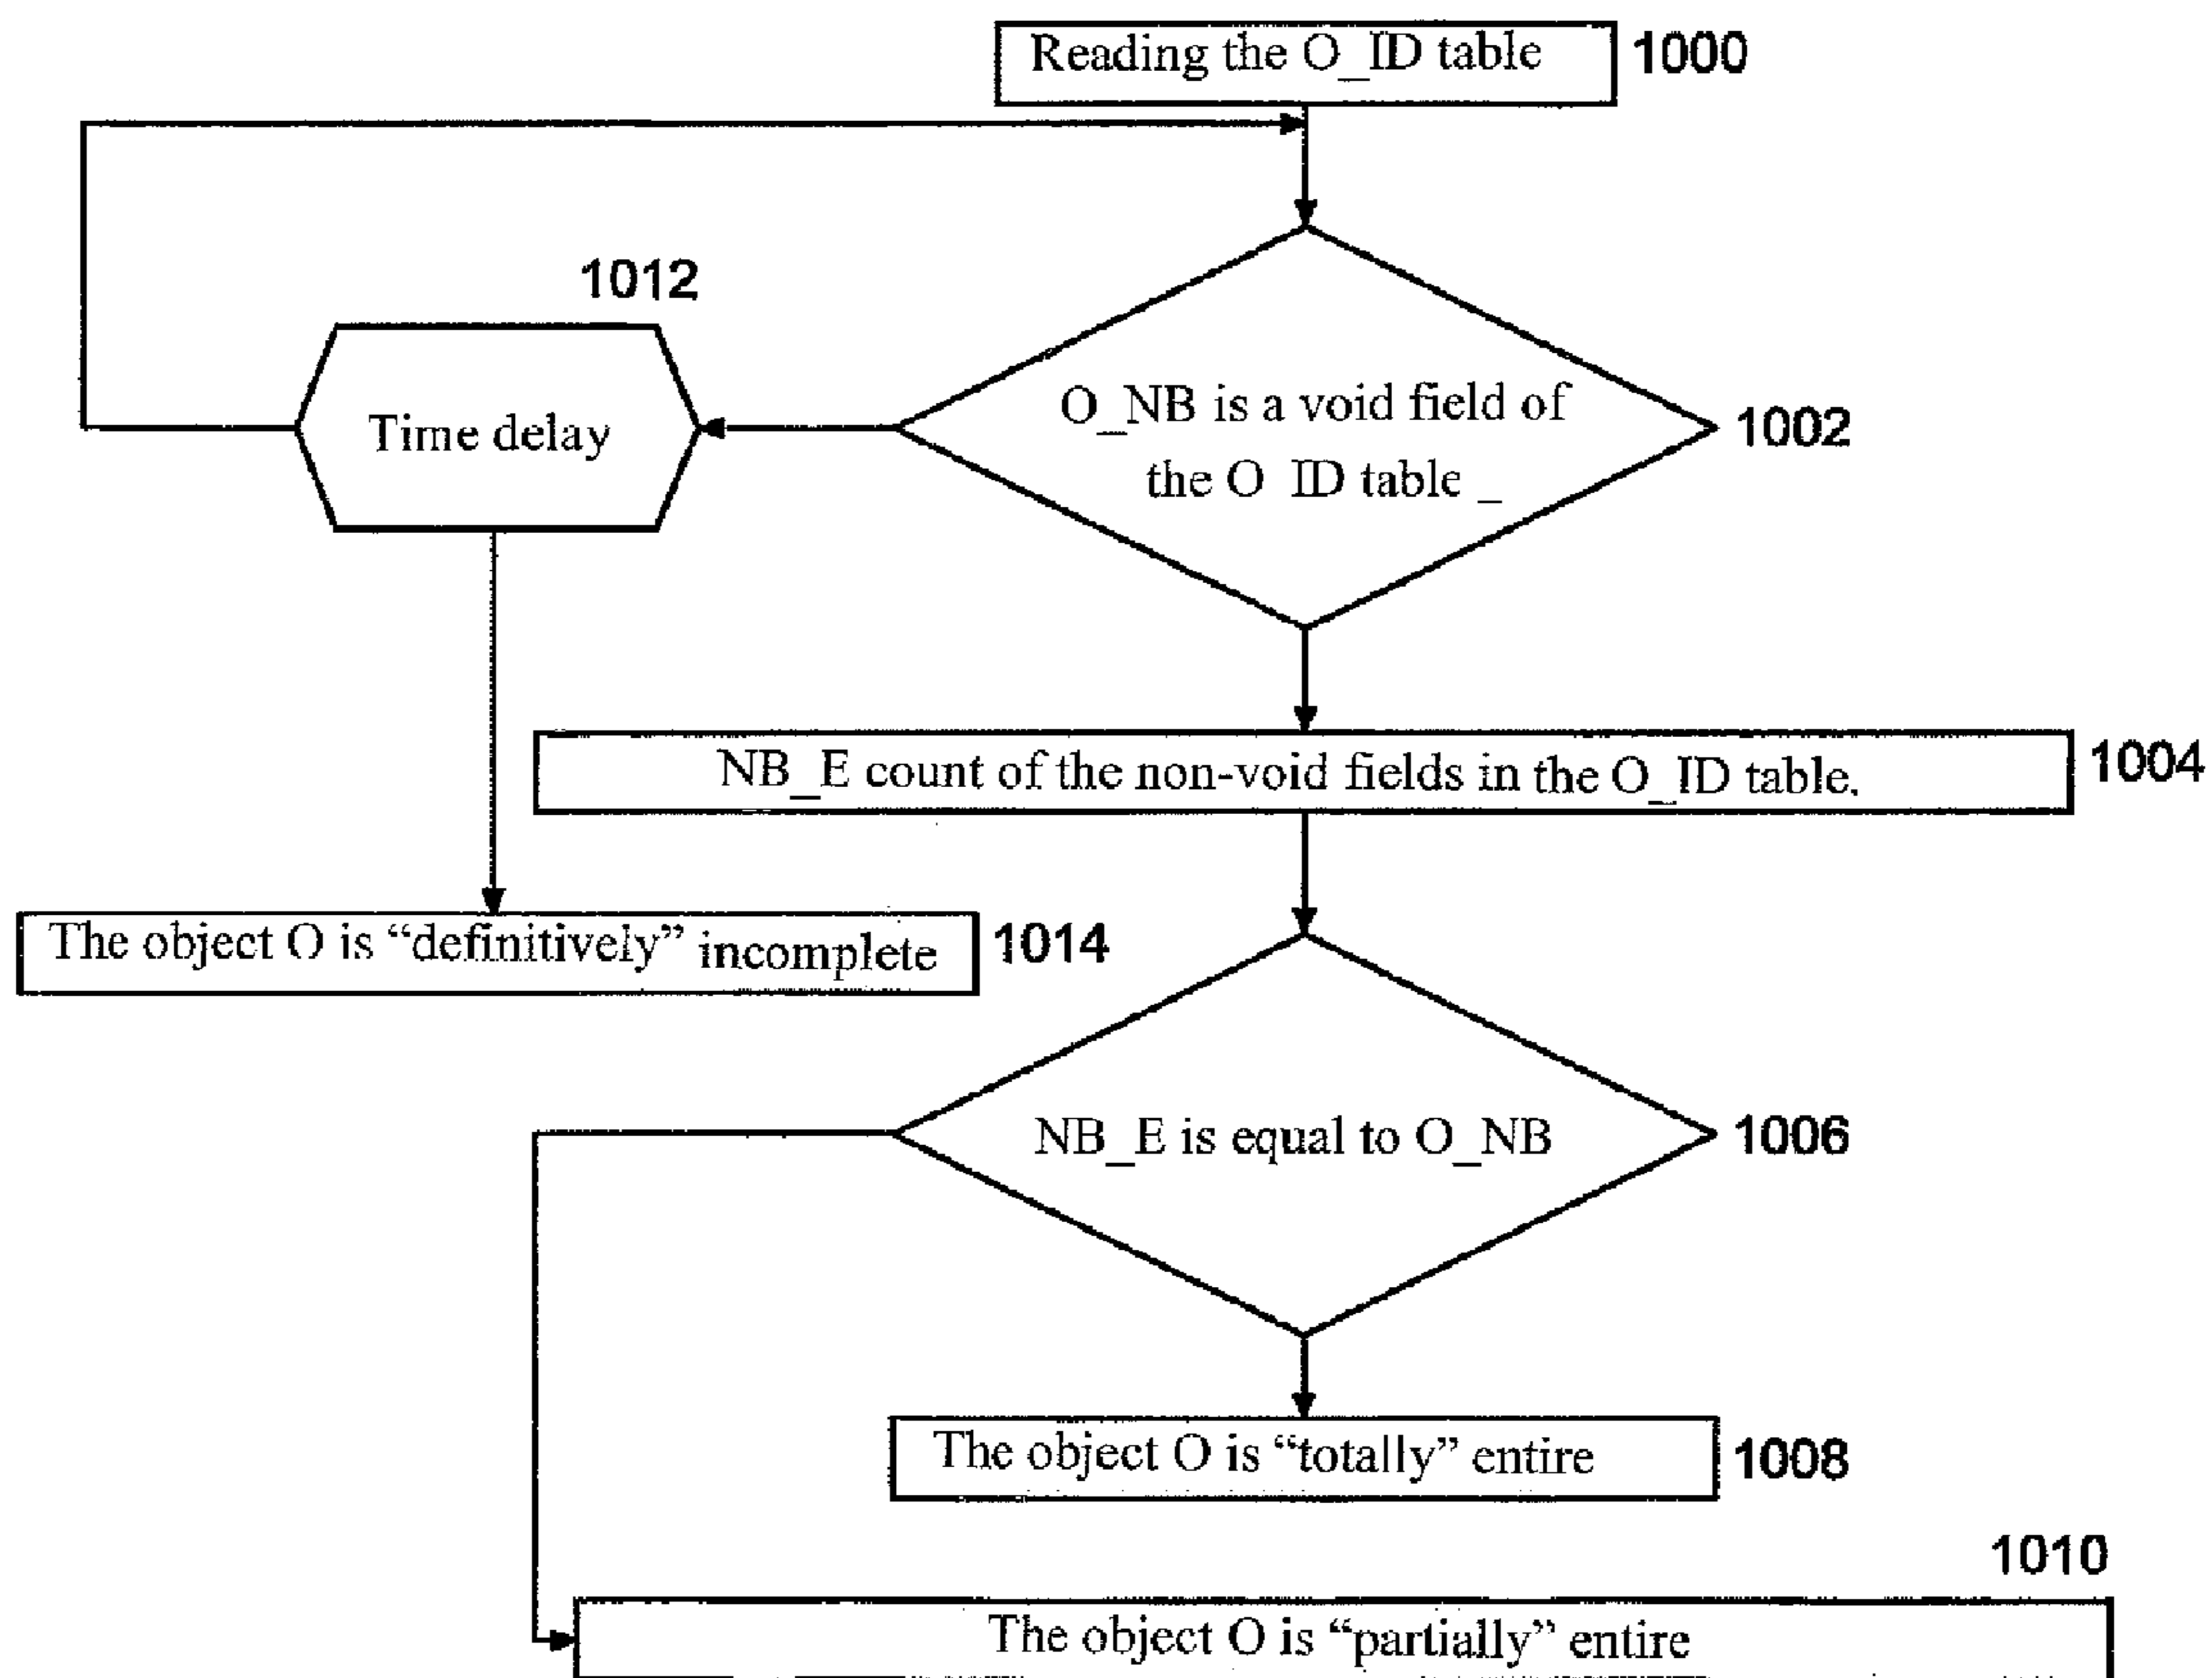 Reading the O_ID table
1000
1012
Time delay
O_NB is a void field of
the O ID table _
1002
NB_E count of the non-void fields in the O_ID table.
1004
The object O is “definitively” incomplete
1014
NB_E is equal to O_NB
1006
The object O is “totally” entire
1008
1010
The object O is “partially” entire